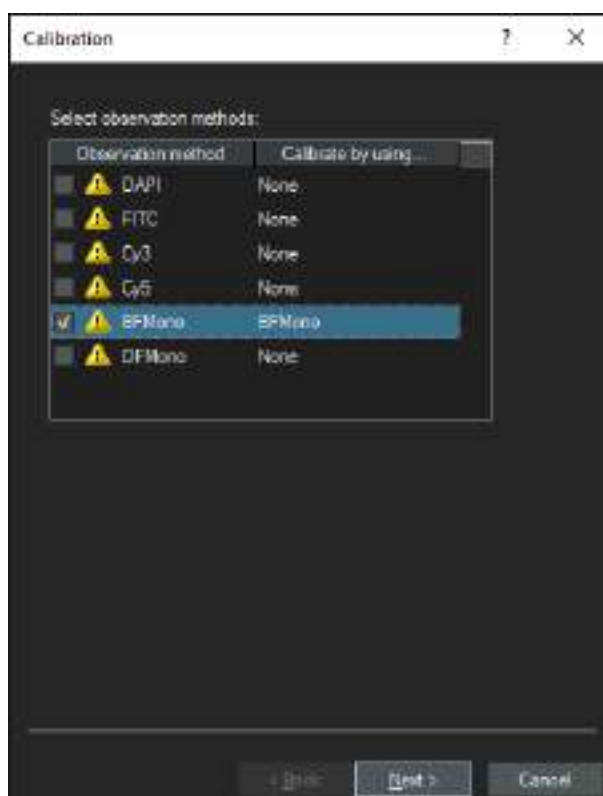 Calibration ? ×
Select observation methods:
Observation method Calibrate by using...
DAPI None
FITC None
Cy3 None
Cy5 None
BFMono BFMono
DFMono None
< Back Next > Cancel